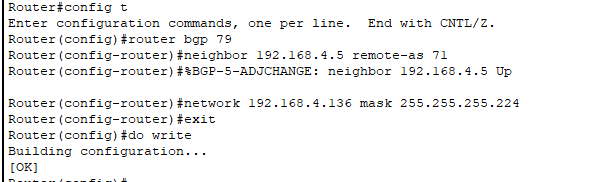 Router#config t
Enter configuration commands, one per line.  End with CNTL/Z.
Router(config)#router bgp 79
Router(config-router)#neighbor 192.168.4.5 remote-as 71
Router(config-router)#%BGP-5-ADJCHANGE: neighbor 192.168.4.5 Up
Router(config-router)#network 192.168.4.136 mask 255.255.255.224
Router(config-router)#exit
Router(config)#do write
Building configuration...
[OK]
Router(config)#